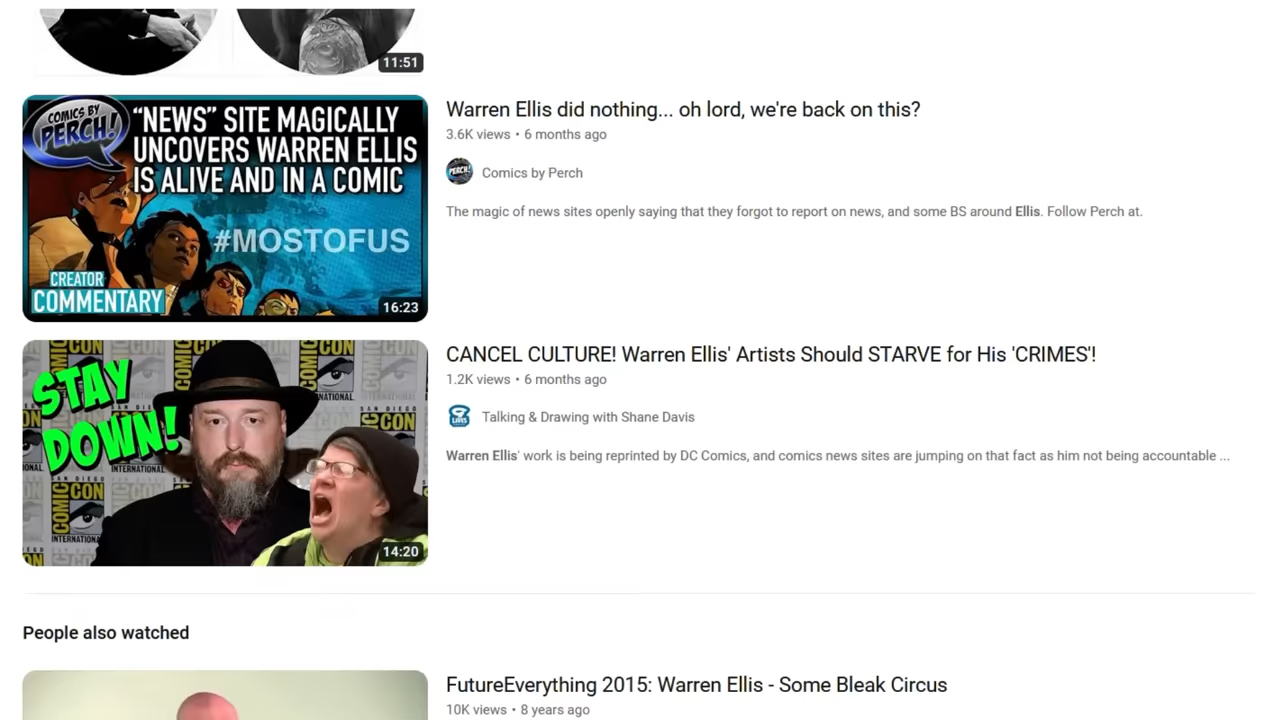 11:51
COMICS BY
PERCH!
"NEWS" SITE MAGICALLY
UNCOVERS WARREN ELLIS
IS ALIVE AND IN A COMIC
#MOSTOFUS
CREATOR
COMMENTARY
16:23
Warren Ellis did nothing... oh lord, we're back on this?
3.6K views • 6 months ago
PERCH!
Comics by Perch
The magic of news sites openly saying that they forgot to report on news, and some BS around Ellis. Follow Perch at.
STAY
DOWN!
COMIC CON
INTERNATIONAL
SAN DIEGO
14:20
CANCEL CULTURE! Warren Ellis' Artists Should STARVE for His 'CRIMES'!
1.2K views • 6 months ago
Talking & Drawing with Shane Davis
Warren Ellis' work is being reprinted by DC Comics, and comics news sites are jumping on that fact as him not being accountable ...
People also watched
FutureEverything 2015: Warren Ellis - Some Bleak Circus
10K views • 8 years ago